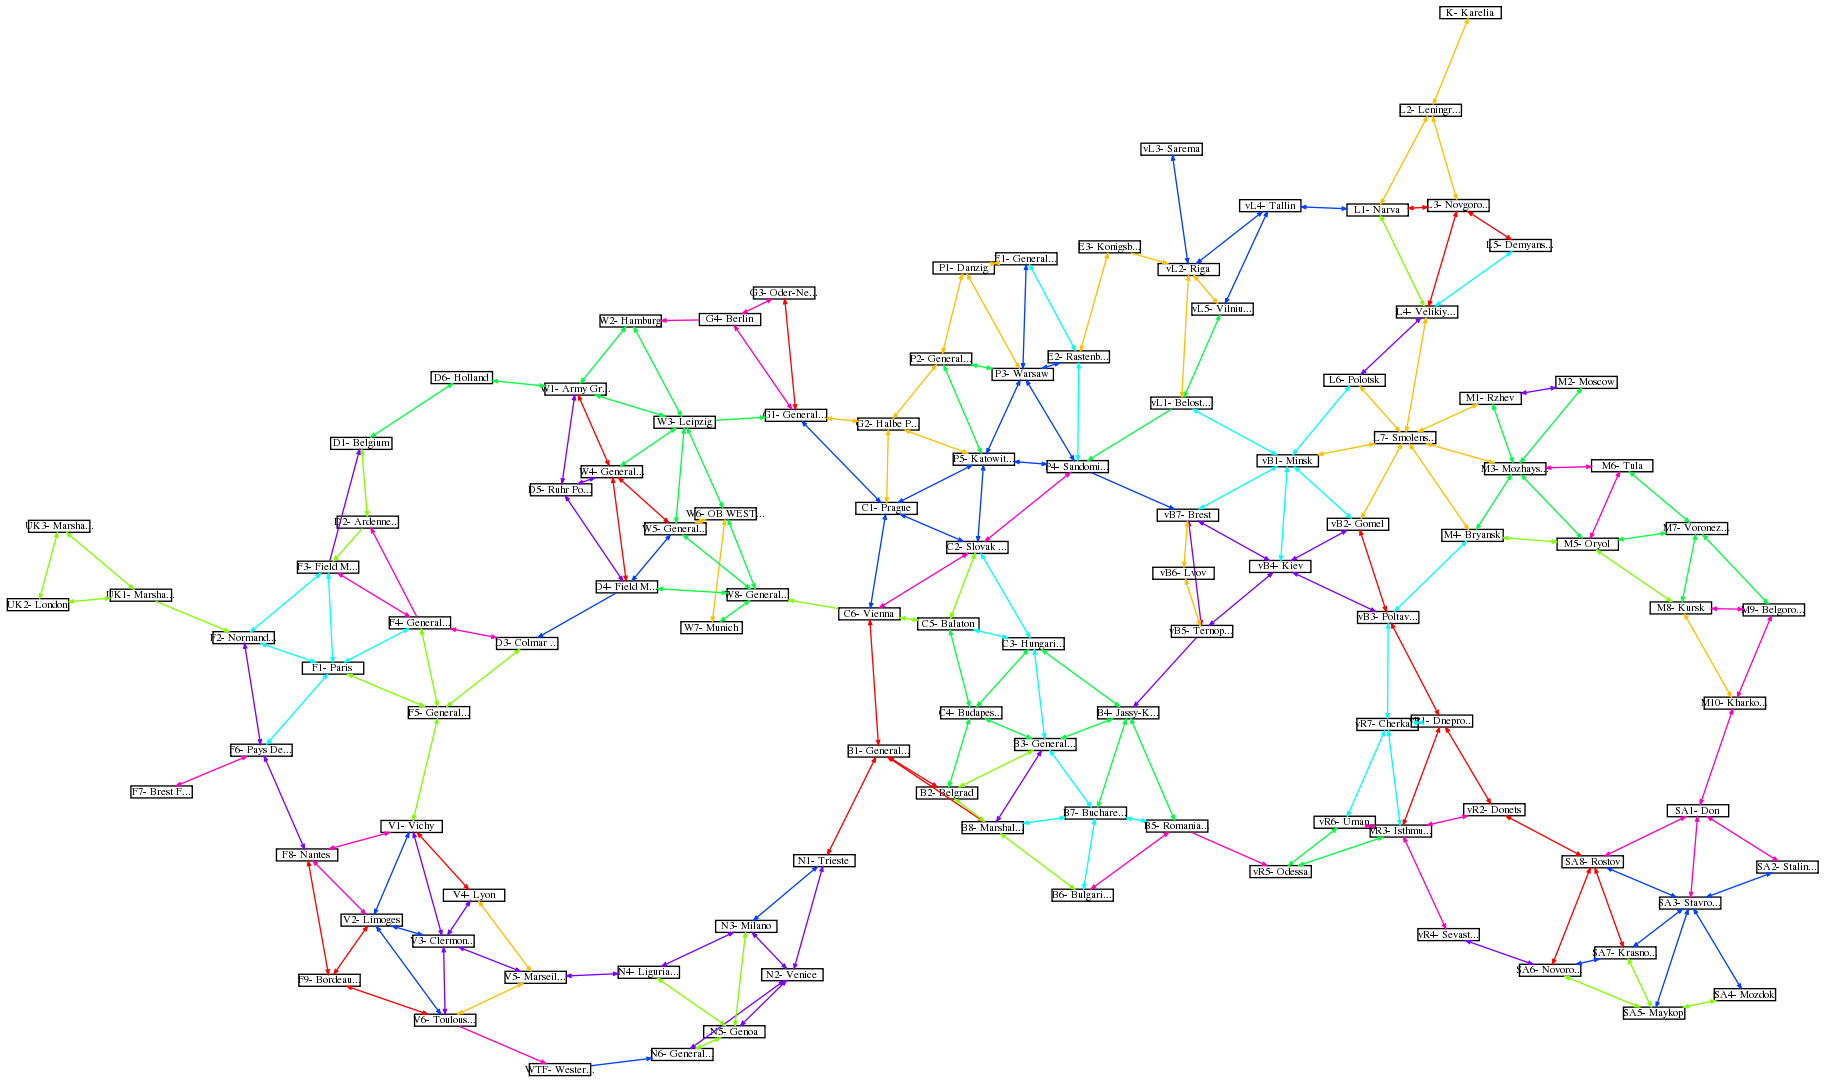 K- Karelia
L2- Leningr...
vL3- Sarema
vL4- Tallin
L1- Narva
L3- Novgoro...
L5- Demyans...
E3- Konigsb...
E1- General...
P1- Danzig
vL2- Riga
G3- Oder-Ne...
vL5- Vilniu...
L4- Velikiy...
W2- Hamburg
G4- Berlin
P2- General...
E2- Rastenb...
P3- Warsaw
D6- Holland
W1- Army Gr...
L6- Polotsk
M2- Moscow
M1- Rzhev
vL1- Belost...
G1- General...
W3- Leipzig
G2- Halbe P...
L7- Smolens...
D1- Belgium
P5- Katowit...
P4- Sandomi...
vB1- Minsk
M3- Mozhays...
M6- Tula
W4- General...
D5- Ruhr Po...
C1- Prague
W6- OB WEST...
vB7- Brest
vB2- Gomel
UK3- Marsha...
D2- Ardenne...
W5- General...
M7- Voronez...
M4- Bryansk
M5- Oryol
C2- Slovak ...
F3- Field M...
vB6- Lvov
vB4- Kiev
D4- Field M...
UK1- Marsha...
W8- General...
UK2- London
M8- Kursk
M9- Belgoro...
C6- Vienna
vB3- Poltav...
F4- General...
C5- Balaton
W7- Munich
vB5- Ternop...
F2- Normand...
D3- Colmar ...
C3- Hungari...
F1- Paris
M10- Kharko...
F5- General...
C4- Budapes...
B4- Jassy-K...
vR7- Cherka...
vR1- Dnepro...
F6- Pays De...
B1- General...
B3- General...
F7- Brest F...
B2- Belgrad
vR2- Donets
SA1- Don
B7- Buchare...
vR6- Uman
V1- Vichy
B8- Marshal...
B5- Romania...
vR3- Isthmu...
F8- Nantes
N1- Trieste
SA8- Rostov
SA2- Stalin...
vR5- Odessa
V4- Lyon
B6- Bulgari...
SA3- Stavro...
V2- Limoges
N3- Milano
vR4- Sevast...
V3- Clermon...
SA7- Krasno...
N4- Liguria...
SA6- Novoro...
N2- Venice
V5- Marseil...
F9- Bordeau...
SA4- Mozdok
SA5- Maykop
V6- Toulous...
N5- Genoa
N6- General...
WTF- Wester...